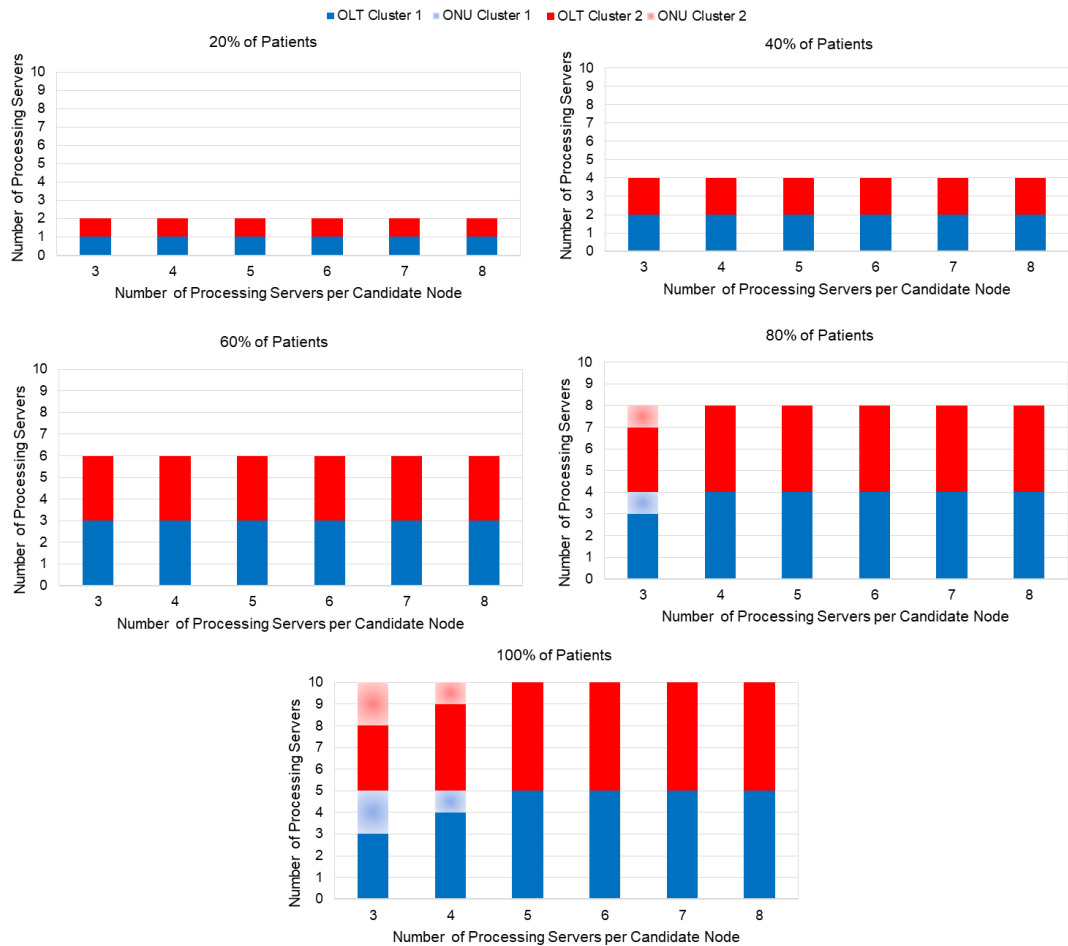 OLT Cluster 1 ONU Cluster 1 OLT Cluster 2 ONU Cluster 2
20% of Patients
Number of Processing Servers
10
9
8
7
6
5
4
3
2
1
0
3 4 5 6 7 8
Number of Processing Servers per Candidate Node
40% of Patients
Number of Processing Servers
10
9
8
7
6
5
4
3
2
1
0
3 4 5 6 7 8
Number of Processing Servers per Candidate Node
60% of Patients
Number of Processing Servers
10
9
8
7
6
5
4
3
2
1
0
3 4 5 6 7 8
Number of Processing Servers per Candidate Node
80% of Patients
Number of Processing Servers
10
9
8
7
6
5
4
3
2
1
0
3 4 5 6 7 8
Number of Processing Servers per Candidate Node
100% of Patients
Number of Processing Servers
10
9
8
7
6
5
4
3
2
1
0
3 4 5 6 7 8
Number of Processing Servers per Candidate Node